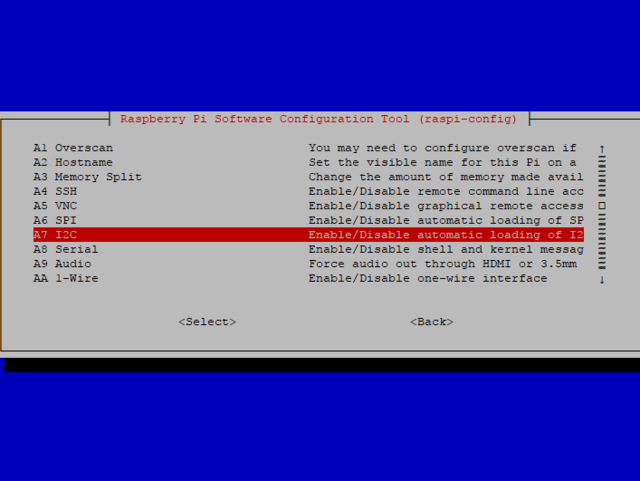 Raspberry Pi Software Configuration Tool (raspi-config)
A1 Overscan You may need to configure overscan if
A2 Hostname Set the visible name for this Pi on a
A3 Memory Split Change the amount of memory made avail
A4 SSH Enable/Disable remote command line acc
A5 VNC Enable/Disable graphical remote access
A6 SPI Enable/Disable automatic loading of SP
A7 I2C Enable/Disable automatic loading of I2
A8 Serial Enable/Disable shell and kernel messag
A9 Audio Force audio out through HDMI or 3.5mm
AA 1-Wire Enable/Disable one-wire interface
<Select> <Back>